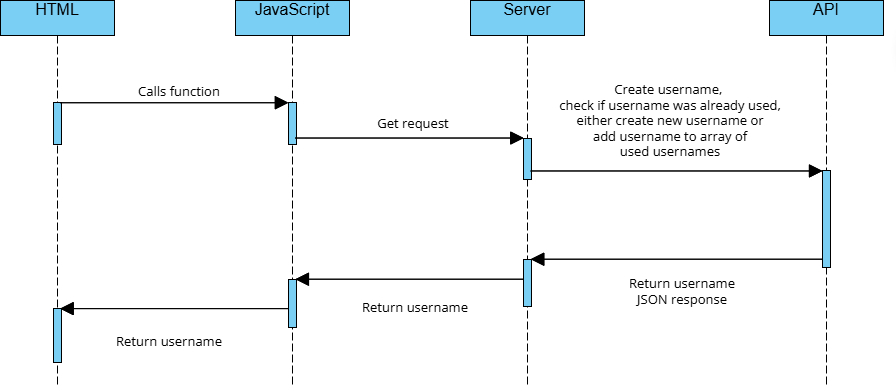 HTML
JavaScript
Server
API
Calls function
Get request
Create username,
check if username was already used,
either create new username or
add username to array of
used usernames
Return username
JSON response
Return username
Return username